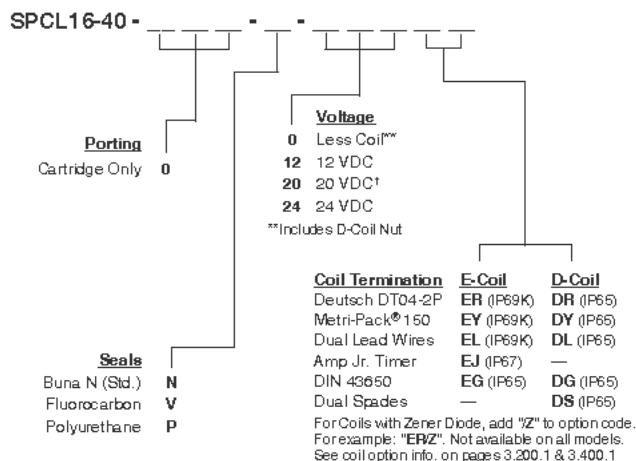 SPCL16-40 - ___ - _ - ___ __
Porting
Cartridge Only 0
Voltage
0 Less Coil**
12 12 VDC
20 20 VDC†
24 24 VDC
**Includes D-Coil Nut
Seals
Buna N (Std.) N
Fluorocarbon V
Polyurethane P
Coil Termination E-Coil D-Coil
Deutsch DT04-2P ER (IP69K) DR (IP65)
Metri-Pack® 150 EY (IP69K) DY (IP65)
Dual Lead Wires EL (IP69K) DL (IP65)
Amp Jr. Timer EJ (IP67) —
DIN 43650 EG (IP65) DG (IP65)
Dual Spades — DS (IP65)
For Coils with Zener Diode, add "/Z" to option code.
For example: "ER/Z". Not available on all models.
See coil option info. on pages 3.200.1 & 3.400.1